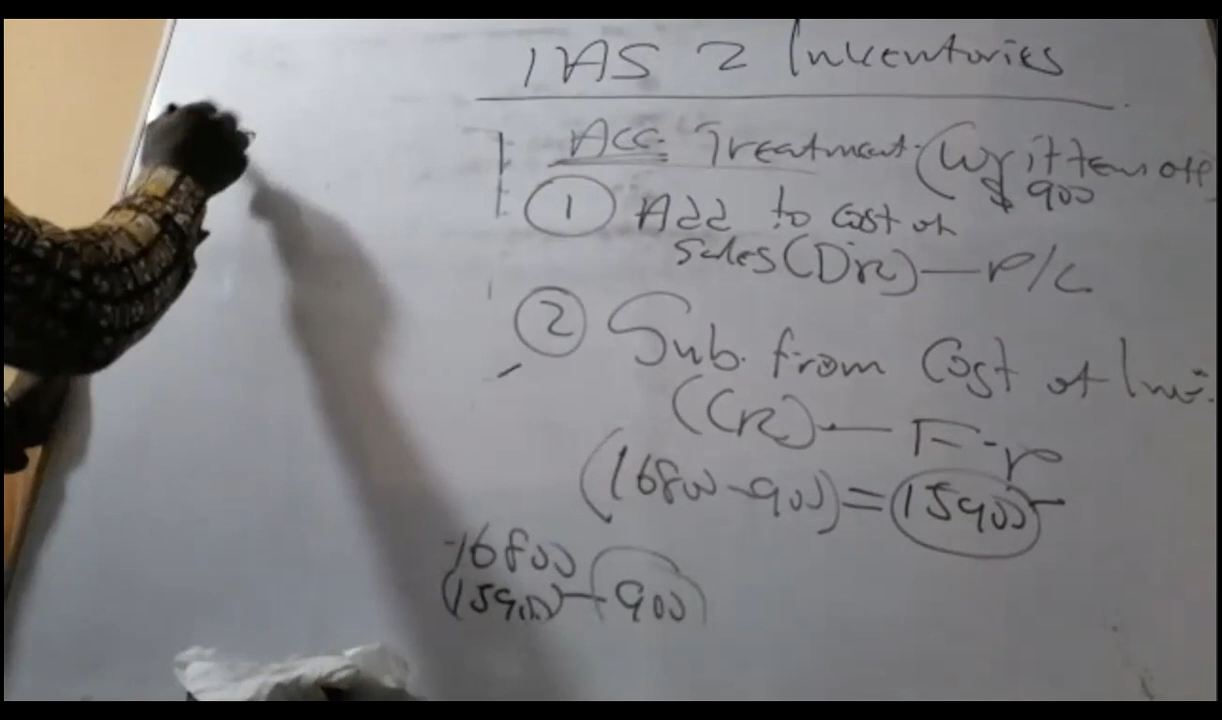 IAS 2 Inventories
Acc. Treatment (Written off
$ 900
1 Add to Cost of
Sales (Dr) — P/L
2 Sub. from Cost of Inv.
(CR) — F.p
(16800-900) = 15900
16800
(15900) - 900